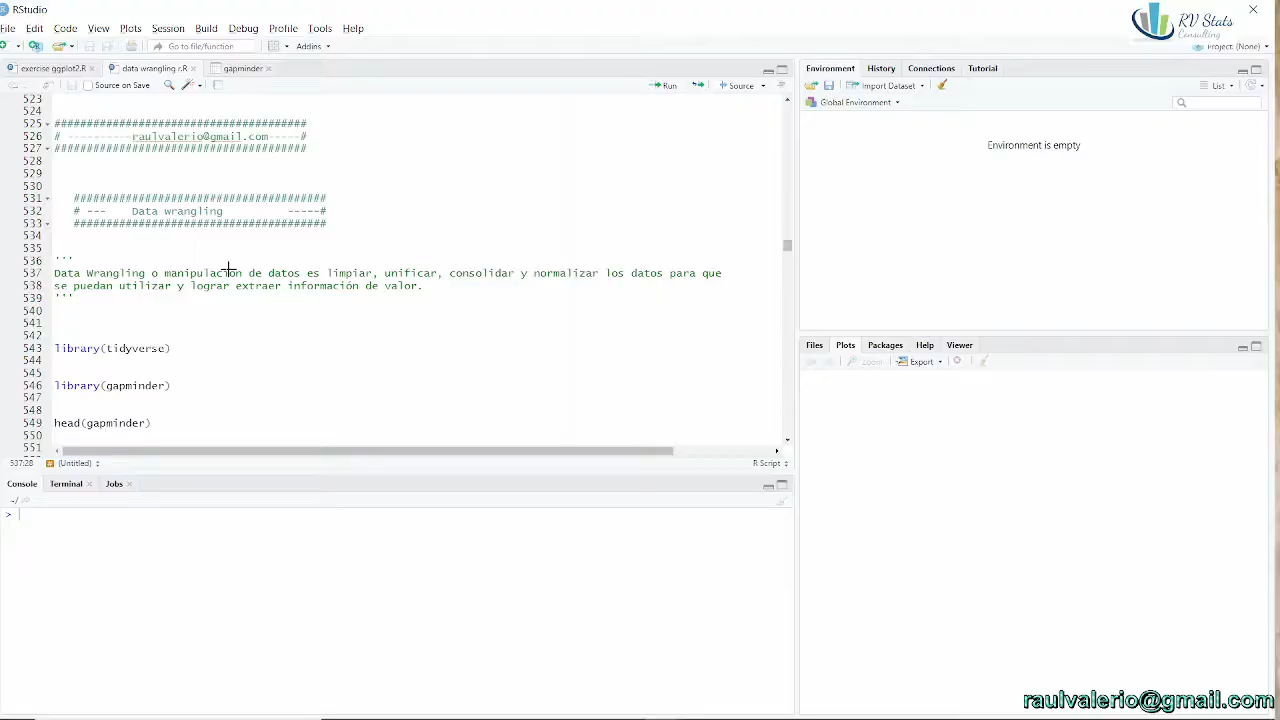 RStudio
File Edit Code View Plots Session Build Debug Profile Tools Help
Go to file/function Addins
RV Stats
Consulting
Project: (None)
exercise ggplot2.R data wrangling r.R gapminder
Source on Save Run Source
523
524
525 #######################################
526 # ----------raulvalerio@gmail.com-----#
527 #######################################
528
529
530
531 #######################################
532 # --- Data wrangling -----#
533 #######################################
534
535
536 '''
537 Data Wrangling o manipulación de datos es limpiar, unificar, consolidar y normalizar los datos para que
538 se puedan utilizar y lograr extraer información de valor.
539 '''
540
541
542
543 library(tidyverse)
544
545
546 library(gapminder)
547
548
549 head(gapminder)
550
551
537:28 (Untitled) R Script
Console Terminal Jobs
~/
>
Environment History Connections Tutorial
Import Dataset List
Global Environment
Environment is empty
Files Plots Packages Help Viewer
Zoom Export
raulvalerio@gmail.com